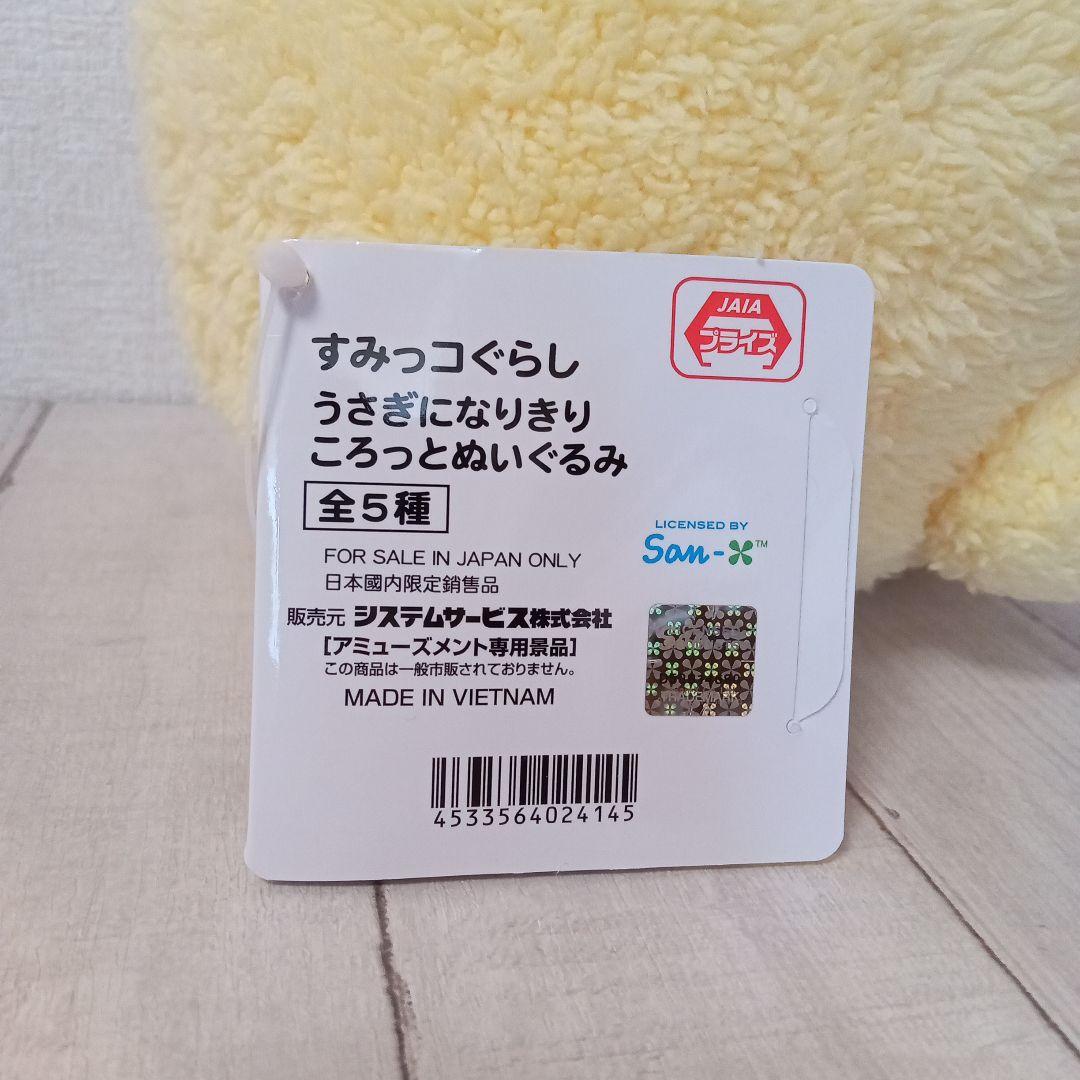 JAIA
プライズ
すみっコぐらし
うさぎになりきり
ころっとぬいぐるみ
全5種
FOR SALE IN JAPAN ONLY
日本國内限定銷售品
販売元 システムサービス株式会社
[アミューズメント専用景品]
この商品は一般市販されておりません。
MADE IN VIETNAM
LICENSED BY
San-X™
4533564024145